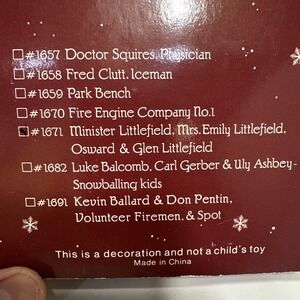 #1657 Doctor Squires, Physician
#1658 Fred Clutt, Iceman
#1659 Park Bench
#1670 Fire Engine Company No.1
#1671 Minister Littlefield, Mrs. Emily Littlefield,
Osward & Glen Littlefield
#1682 Luke Balcomb, Carl Gerber & Uly Ashbey-
Snowballing kids
#1691 Kevin Ballard & Don Pentin,
Volunteer Firemen, & Spot
This is a decoration and not a child's toy
Made in China